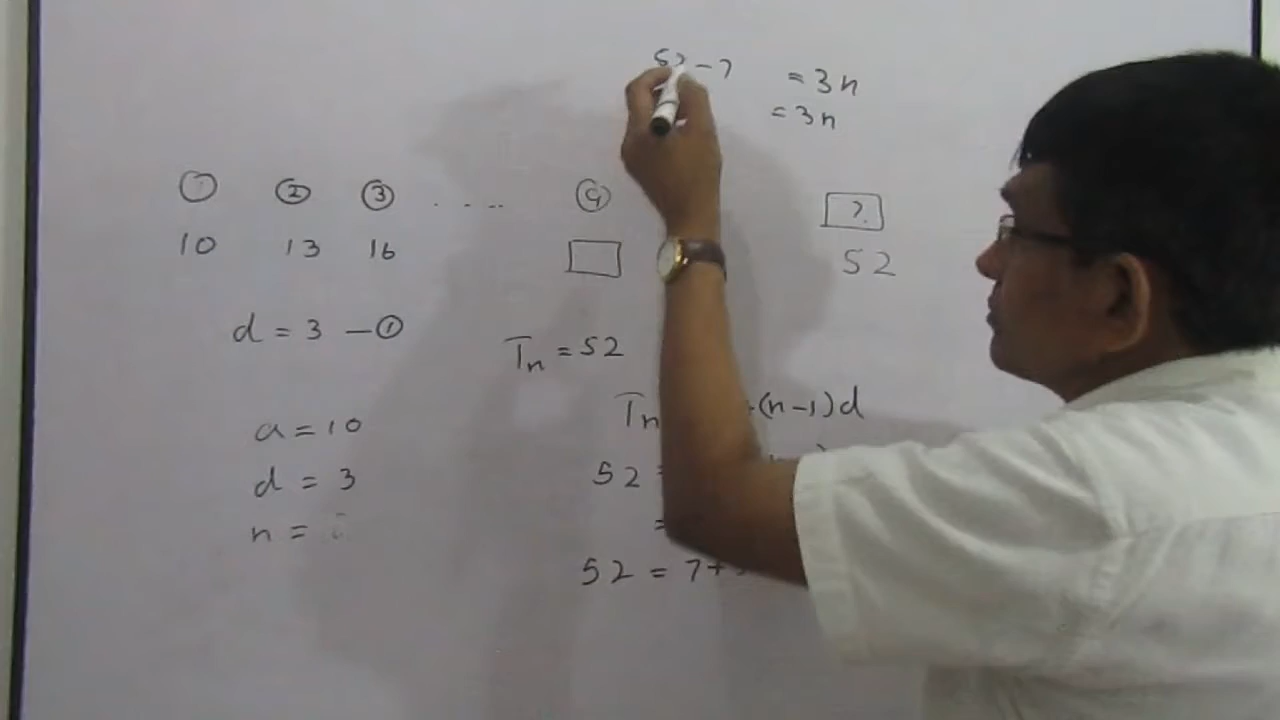 52 - 7 = 3n
= 3n
① ② ③ . . . . ⑨ ?
10 13 16 52
d = 3 — ①
Tn = 52
Tn (n-1)d
a = 10
52 =
d = 3
n =
=
52 = 7 +